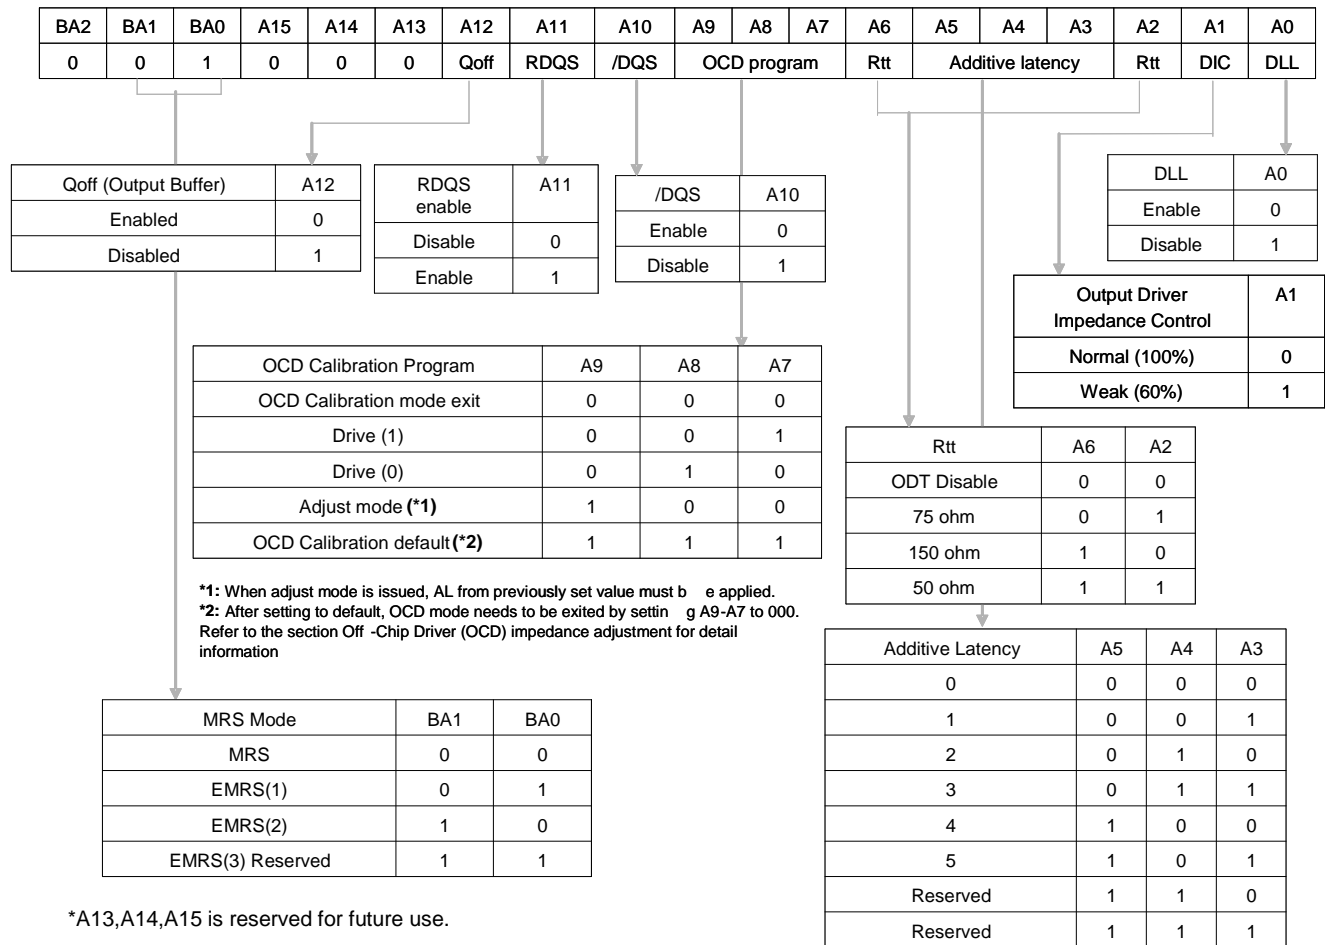 BA2 BA1 BA0 A15 A14 A13 A12 A11 A10 A9 A8 A7 A6 A5 A4 A3 A2 A1 A0
0 0 1 0 0 0 Qoff RDQS /DQS OCD program Rtt Additive latency Rtt DIC DLL
Qoff (Output Buffer) A12
Enabled 0
Disabled 1
RDQS enable A11
Disable 0
Enable 1
/DQS A10
Enable 0
Disable 1
DLL A0
Enable 0
Disable 1
Output Driver
Impedance Control A1
Normal (100%) 0
Weak (60%) 1
OCD Calibration Program A9 A8 A7
OCD Calibration mode exit 0 0 0
Drive (1) 0 0 1
Drive (0) 0 1 0
Adjust mode (*1) 1 0 0
OCD Calibration default (*2) 1 1 1
*1: When adjust mode is issued, AL from previously set value must b e applied.
*2: After setting to default, OCD mode needs to be exited by settin g A9-A7 to 000.
Refer to the section Off -Chip Driver (OCD) impedance adjustment for detail
information
Rtt A6 A2
ODT Disable 0 0
75 ohm 0 1
150 ohm 1 0
50 ohm 1 1
Additive Latency A5 A4 A3
0 0 0 0
1 0 0 1
2 0 1 0
3 0 1 1
4 1 0 0
5 1 0 1
Reserved 1 1 0
Reserved 1 1 1
MRS Mode BA1 BA0
MRS 0 0
EMRS(1) 0 1
EMRS(2) 1 0
EMRS(3) Reserved 1 1
*A13,A14,A15 is reserved for future use.